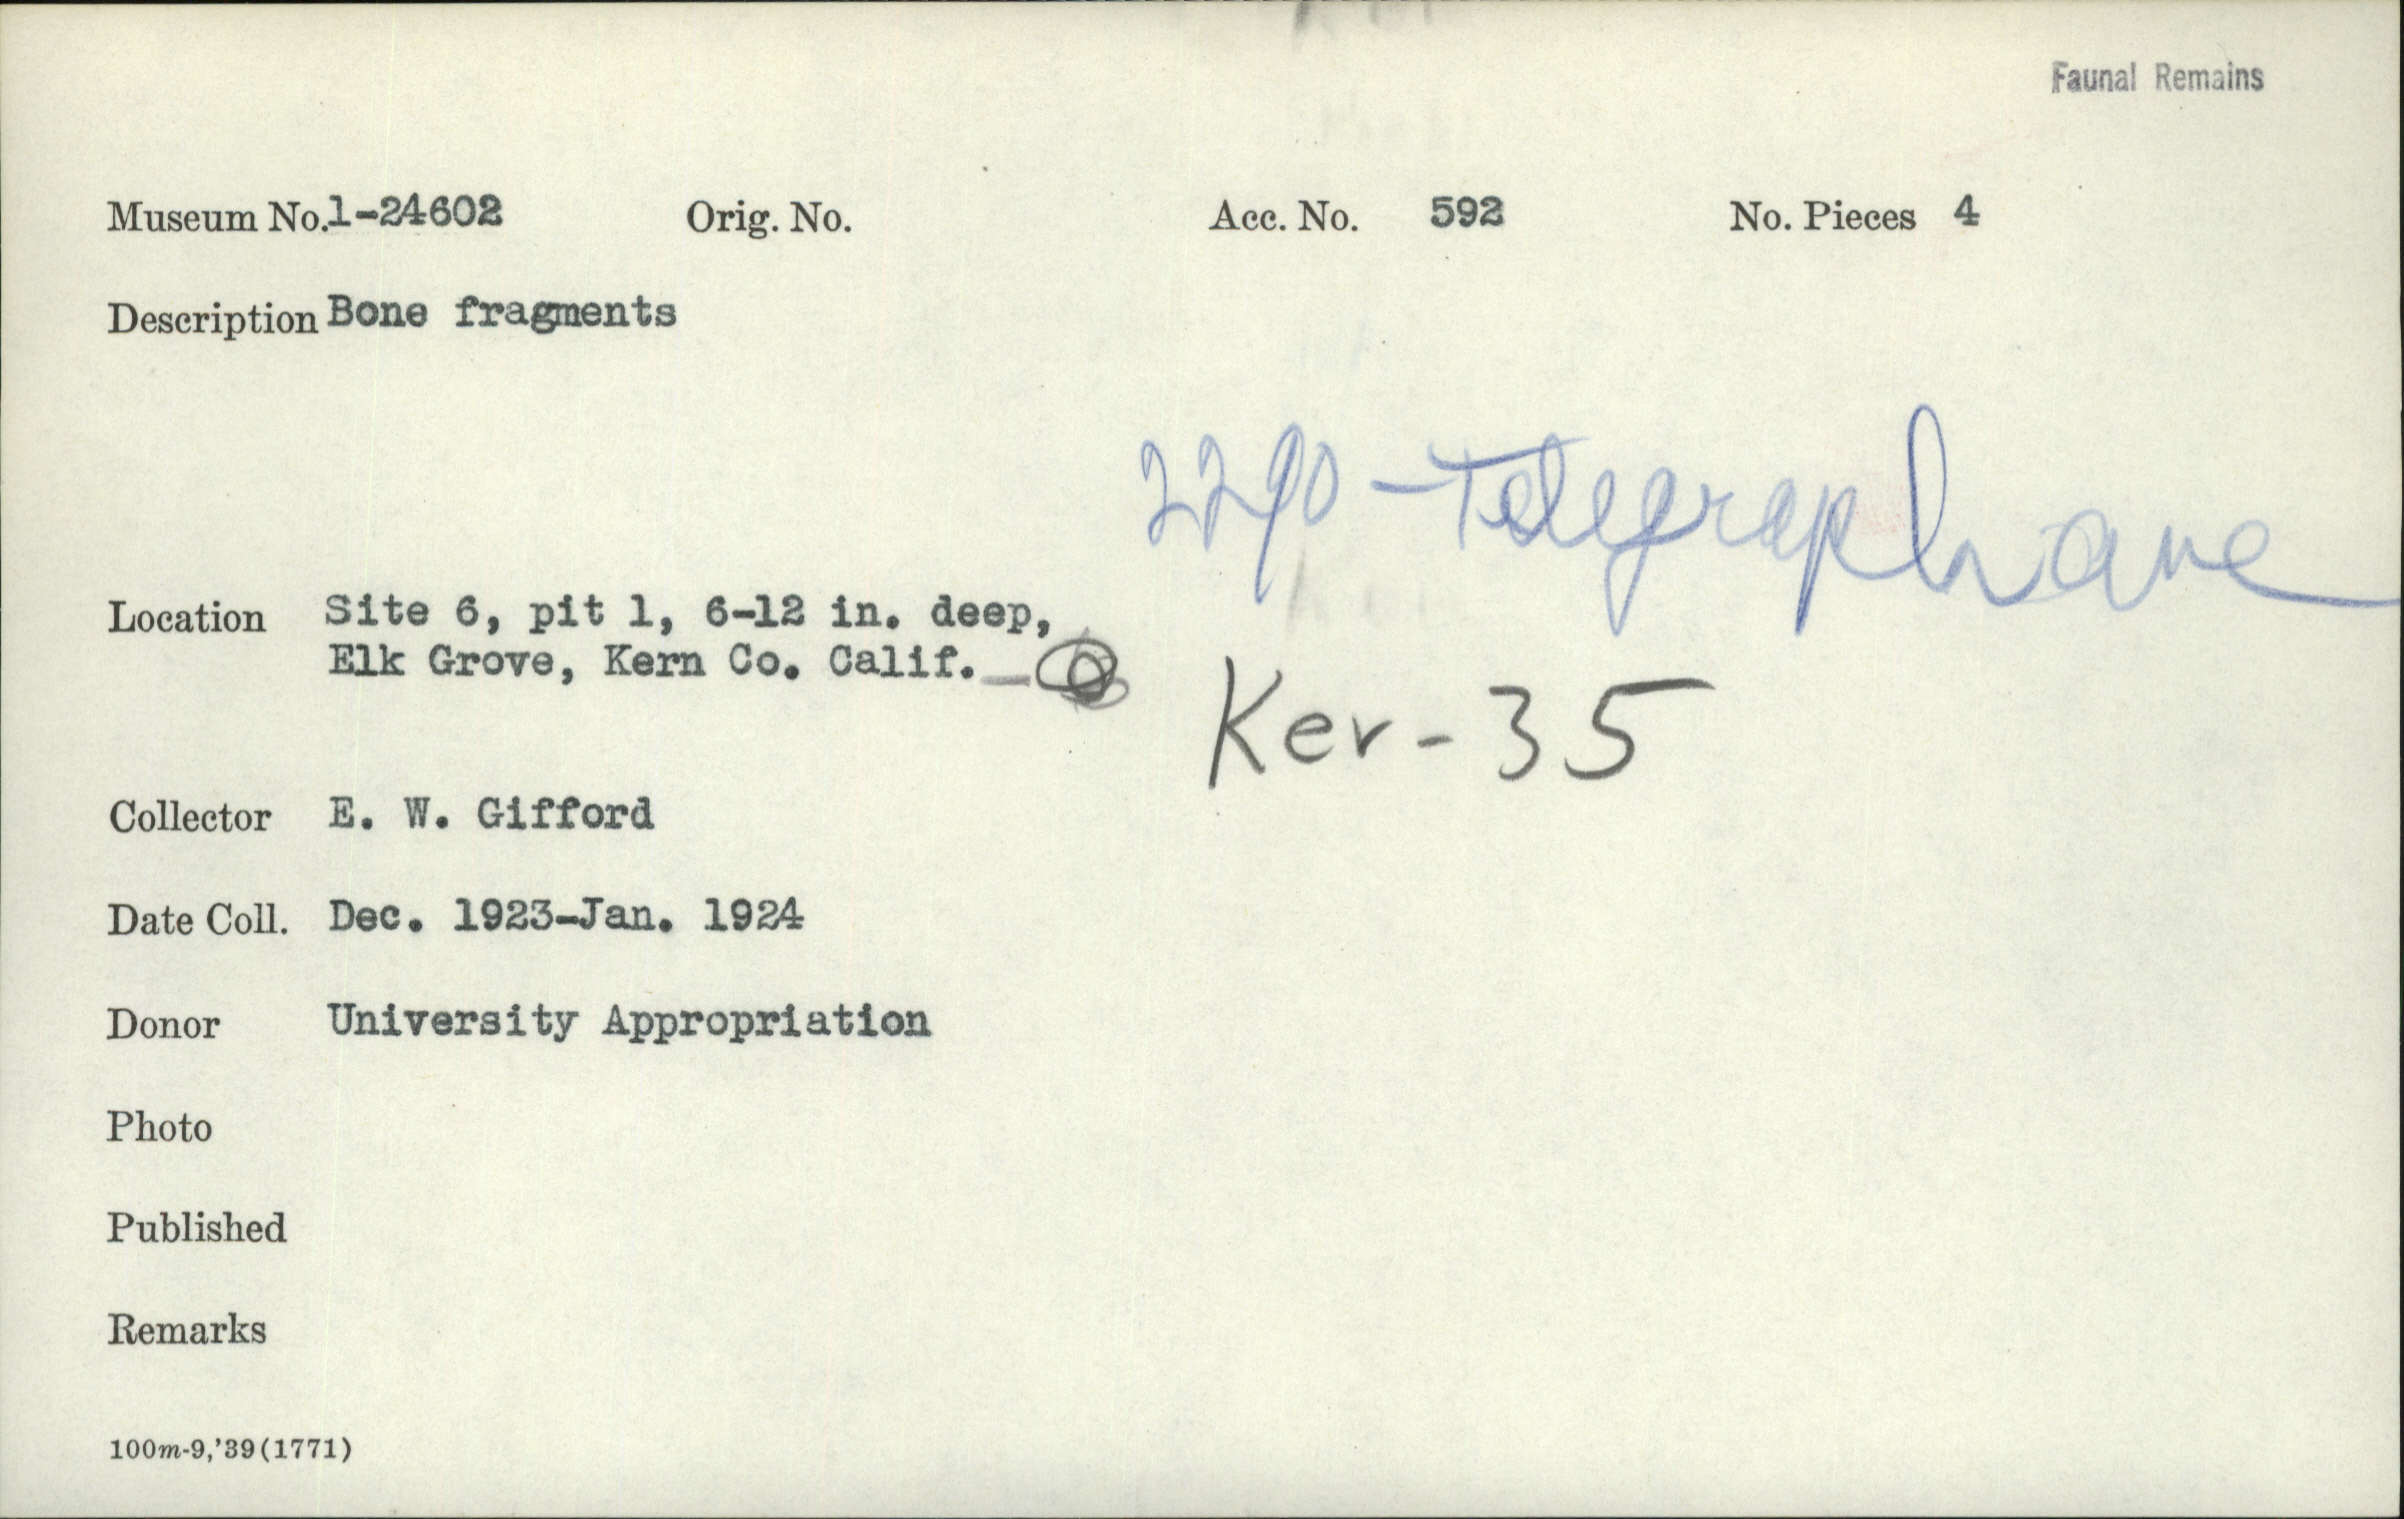 Faunal Remains
Museum No. 1-24602 Orig. No. Acc. No. 592 No. Pieces 4
Description Bone fragments
2290 - Telegraph ave
Location Site 6, pit 1, 6-12 in. deep,
Elk Grove, Kern Co. Calif.
Ker-35
Collector E. W. Gifford
Date Coll. Dec. 1923-Jan. 1924
Donor University Appropriation
Photo
Published
Remarks
100m-9,'39(1771)